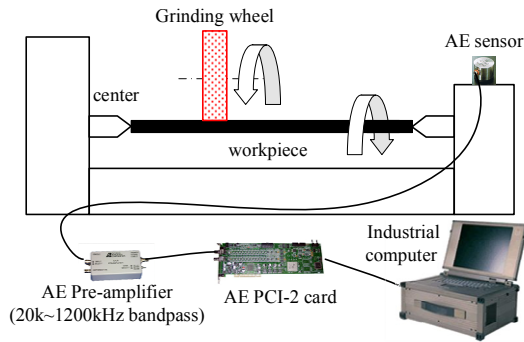 Grinding wheel
AE sensor
center
workpiece
Industrial
computer
AE Pre-amplifier
(20k~1200kHz bandpass)
AE PCI-2 card